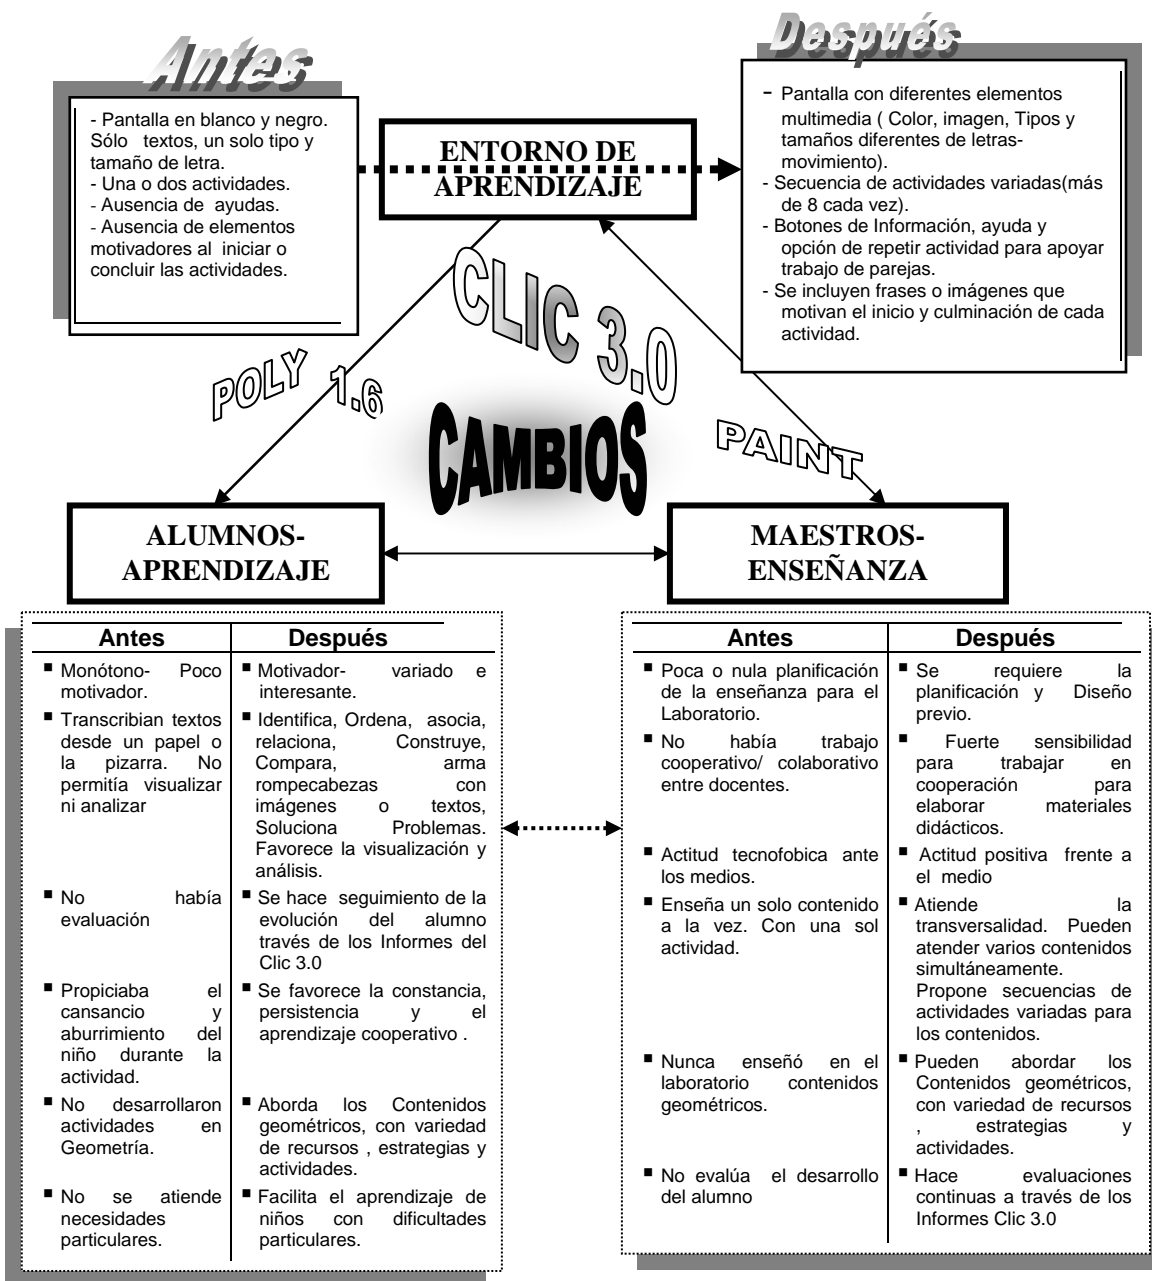 Antes
- Pantalla en blanco y negro.
Sólo textos, un solo tipo y
tamaño de letra.
- Una o dos actividades.
- Ausencia de ayudas.
- Ausencia de elementos
motivadores al iniciar o
concluir las actividades.
ENTORNO DE
APRENDIZAJE
Después
- Pantalla con diferentes elementos
multimedia ( Color, imagen, Tipos y
tamaños diferentes de letras-
movimiento).
- Secuencia de actividades variadas(más
de 8 cada vez).
- Botones de Información, ayuda y
opción de repetir actividad para apoyar
trabajo de parejas.
- Se incluyen frases o imágenes que
motivan el inicio y culminación de cada
actividad.
CLIC 3.0
POLY 1.6
CAMBIOS
PAINT
ALUMNOS-
APRENDIZAJE
MAESTROS-
ENSEÑANZA
Antes
▪ Monótono- Poco
motivador.
▪ Transcribian textos
desde un papel o
la pizarra. No
permitía visualizar
ni analizar
▪ No había
evaluación
▪ Propiciaba el
cansancio y
aburrimiento del
niño durante la
actividad.
▪ No desarrollaron
actividades en
Geometría.
▪ No se atiende
necesidades
particulares.
Después
▪ Motivador- variado e
interesante.
▪ Identifica, Ordena, asocia,
relaciona, Construye,
Compara, arma
rompecabezas con
imágenes o textos,
Soluciona Problemas.
Favorece la visualización y
análisis.
▪ Se hace seguimiento de la
evolución del alumno
través de los Informes del
Clic 3.0
▪ Se favorece la constancia,
persistencia y el
aprendizaje cooperativo .
▪ Aborda los Contenidos
geométricos, con variedad
de recursos , estrategias y
actividades.
▪ Facilita el aprendizaje de
niños con dificultades
particulares.
Antes
▪ Poca o nula planificación
de la enseñanza para el
Laboratorio.
▪ No había trabajo
cooperativo/ colaborativo
entre docentes.
▪ Actitud tecnofobica ante
los medios.
▪ Enseña un solo contenido
a la vez. Con una sol
actividad.
▪ Nunca enseñó en el
laboratorio contenidos
geométricos.
▪ No evalúa el desarrollo
del alumno
Después
▪ Se requiere la
planificación y Diseño
previo.
▪ Fuerte sensibilidad
para trabajar en
cooperación para
elaborar materiales
didácticos.
▪ Actitud positiva frente a
el medio
▪ Atiende la
transversalidad. Pueden
atender varios contenidos
simultáneamente.
Propone secuencias de
actividades variadas para
los contenidos.
▪ Pueden abordar los
Contenidos geométricos,
con variedad de recursos
, estrategias y
actividades.
▪ Hace evaluaciones
continuas a través de los
Informes Clic 3.0